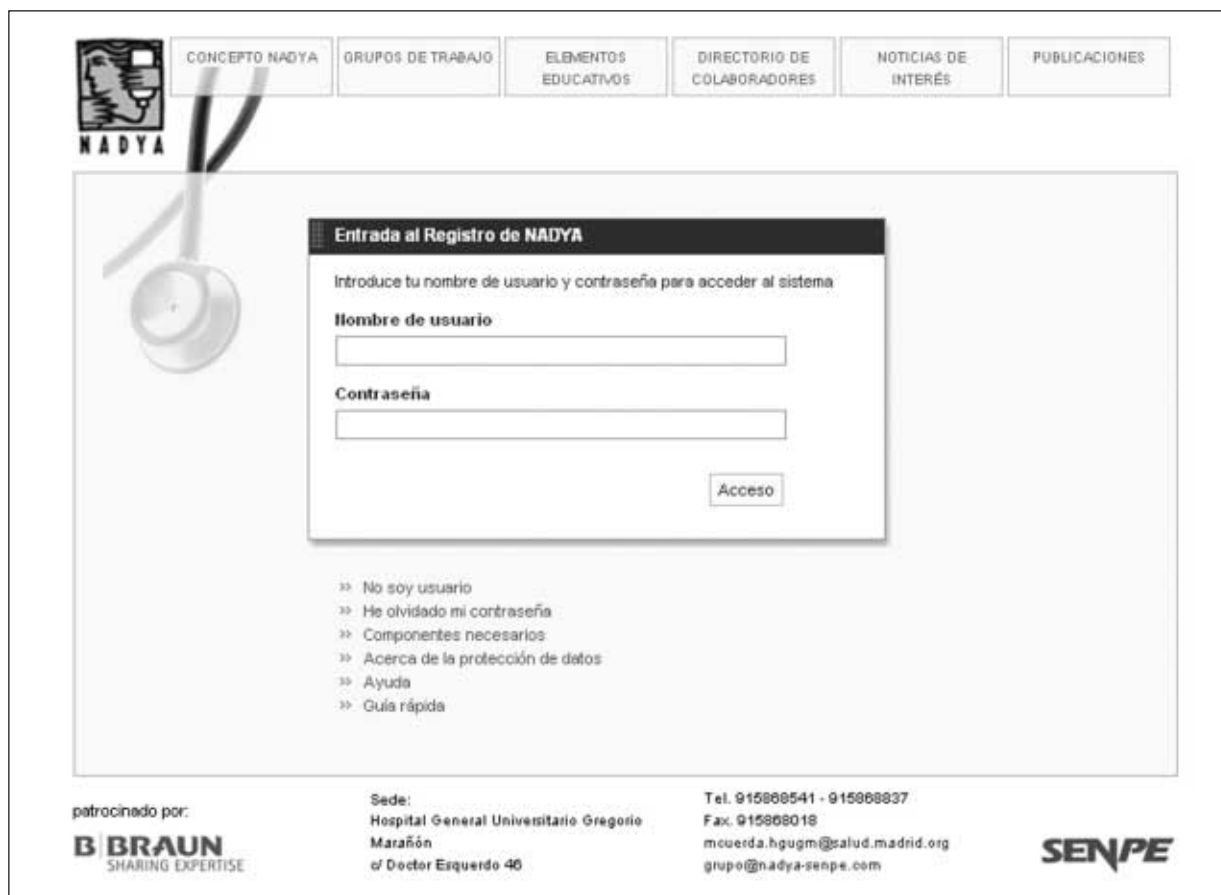 NADYA
CONCEPTO NADYA
GRUPOS DE TRABAJO
ELEMENTOS
EDUCATIVOS
DIRECTORIO DE
COLABORADORES
NOTICIAS DE
INTERÉS
PUBLICACIONES
Entrada al Registro de NADYA
Introduce tu nombre de usuario y contraseña para acceder al sistema
Nombre de usuario
Contraseña
Acceso
» No soy usuario
» He olvidado mi contraseña
» Componentes necesarios
» Acerca de la protección de datos
» Ayuda
» Guía rápida
patrocinado por:
B BRAUN
SHARING EXPERTISE
Sede:
Hospital General Universitario Gregorio
Marañón
c/ Doctor Esquerdo 46
Tel. 915868541 - 915868837
Fax. 915868018
mcuerda.hgugm@salud.madrid.org
grupo@nadya-senpe.com
SENPE